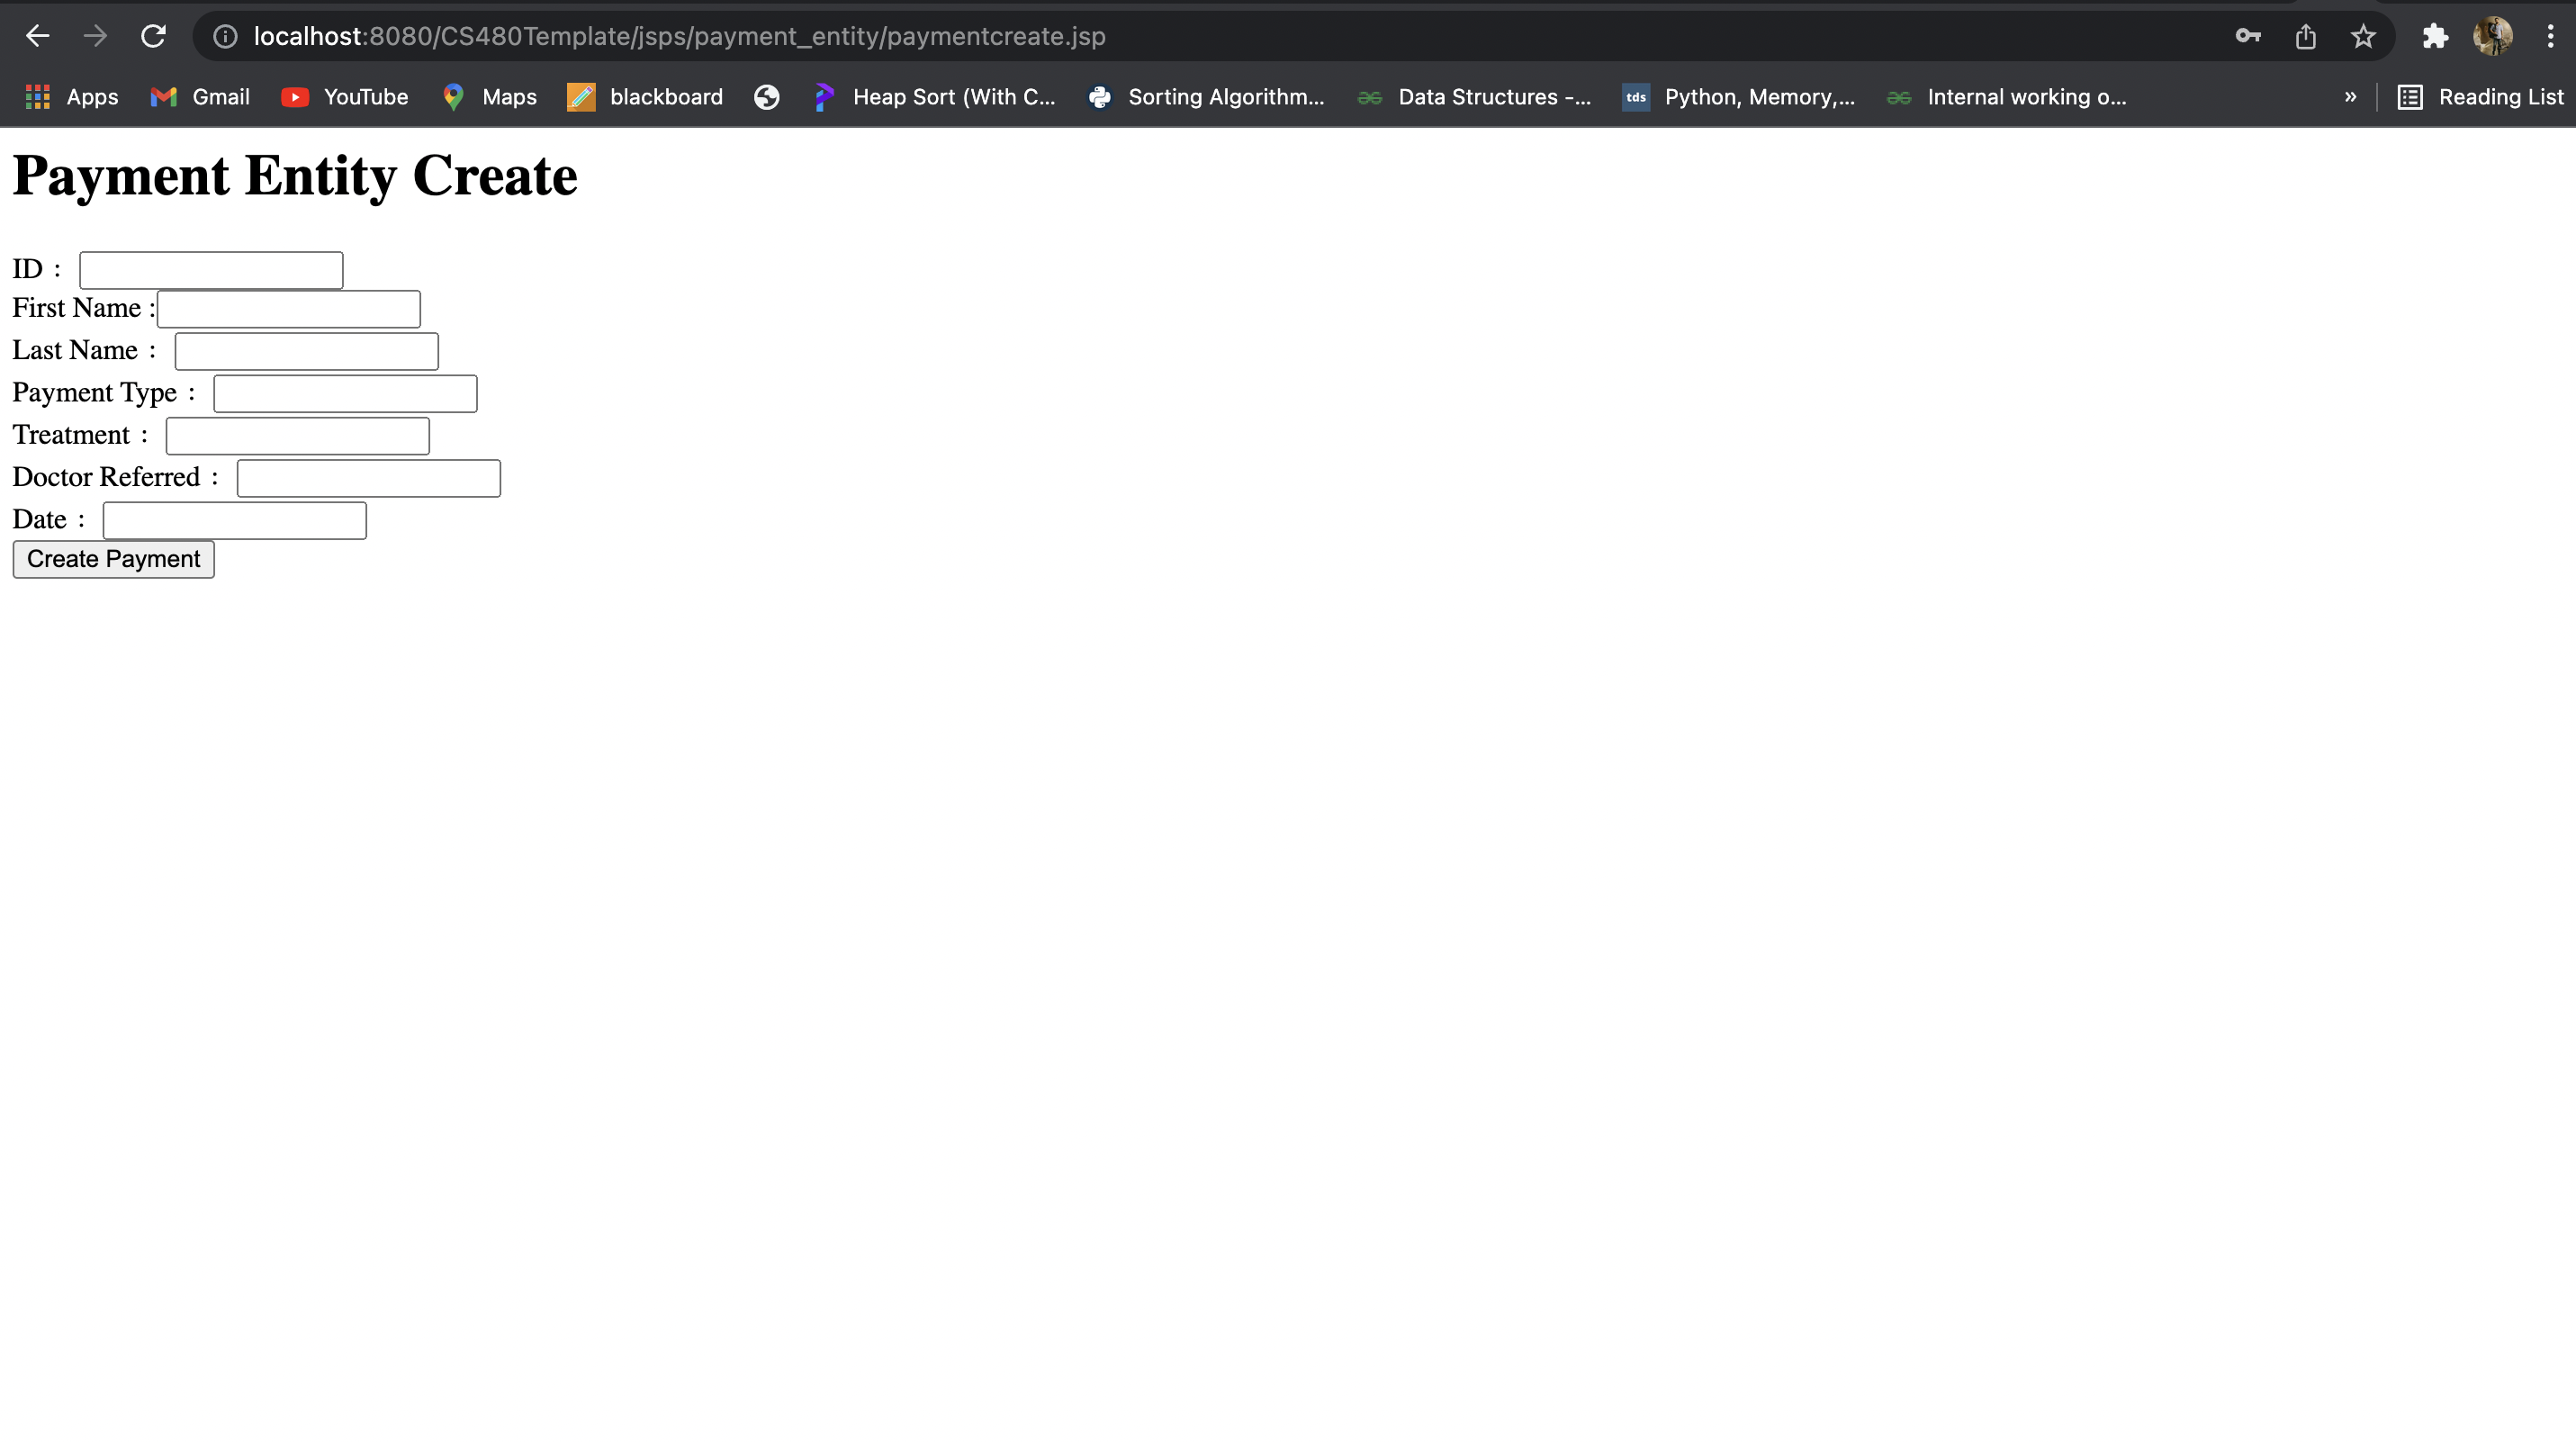 localhost:8080/CS480Template/jsps/payment_entity/paymentcreate.jsp
Apps Gmail YouTube Maps blackboard Heap Sort (With C... Sorting Algorithm... Data Structures -... tds Python, Memory,... Internal working o... » Reading List
Payment Entity Create
ID :
First Name :
Last Name :
Payment Type :
Treatment :
Doctor Referred :
Date :
Create Payment